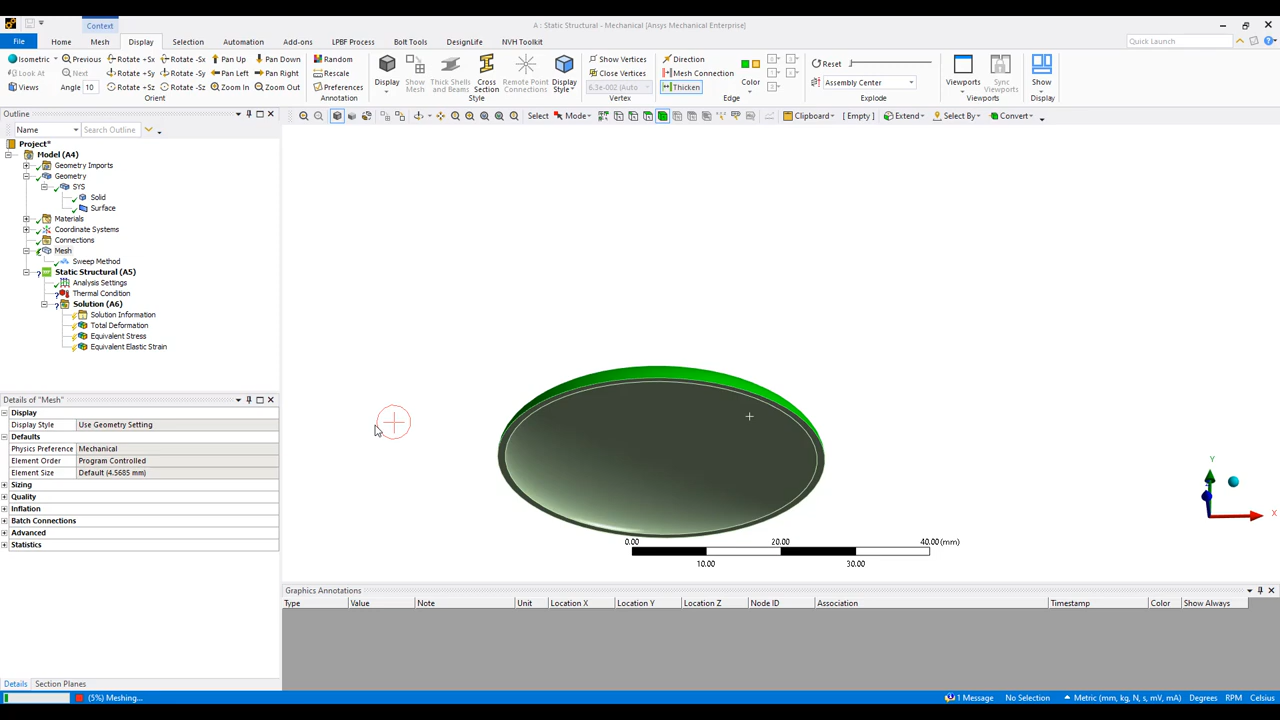 Context
A : Static Structural - Mechanical [Ansys Mechanical Enterprise]
File Home Mesh Display Selection Automation Add-ons LPBF Process Bolt Tools DesignLife NVH Toolkit Quick Launch
Isometric Previous Rotate +X Rotate -X Pan Up Pan Down Random Show Vertices Direction Reset
Look At Next Rotate +Y Rotate -Sy Pan Left Pan Right Rescale Close Vertices Mesh Connection Assembly Center
Views Angle 10 Rotate +Sz Rotate -Sz Zoom In Zoom Out Preferences 6.3e-002 (Auto Thicken
Display Show Mesh Thick Shells and Beams Cross Section Remote Point Connections Display Style Color Viewports Sync Viewports Show Display
Orient Annotation Style Vertex Edge Explode Viewports Display
Outline
Name Search Outline
Select Mode Clipboard [ Empty ] Extend Select By Convert
Project*
Model (A4)
Geometry Imports
Geometry
SYS
Solid
Surface
Materials
Coordinate Systems
Connections
Mesh
Sweep Method
Static Structural (A5)
Analysis Settings
Thermal Condition
Solution (A6)
Solution Information
Total Deformation
Equivalent Stress
Equivalent Elastic Strain
Details of "Mesh"
Display
Display Style Use Geometry Setting
Defaults
Physics Preference Mechanical
Element Order Program Controlled
Element Size Default (4.5685 mm)
Sizing
Quality
Inflation
Batch Connections
Advanced
Statistics
Y
X
0.00 20.00 40.00 (mm)
10.00 30.00
Graphics Annotations
Type Value Note Unit Location X Location Y Location Z Node ID Association Timestamp Color Show Always
Details Section Planes
(5%) Meshing... 1 Message No Selection Metric (mm, kg, N, s, mV, mA) Degrees RPM Celsius